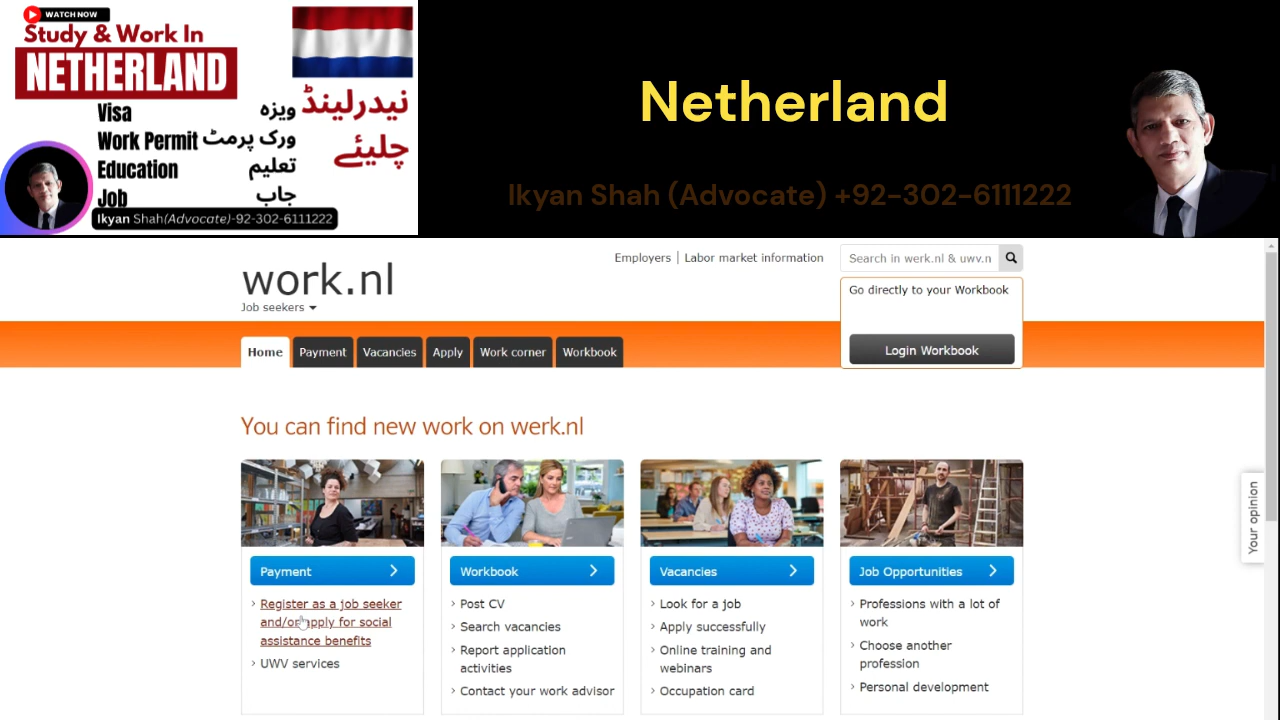 WATCH NOW
Study & Work In
NETHERLAND
نیدرلینڈ
چلیئے
Visa
ویزہ
Work Permit
ورک پرمٹ
Education
تعلیم
Job
جاب
Ikyan Shah(Advocate)-92-302-6111222
Netherland
Ikyan Shah (Advocate) +92-302-6111222
work.nl
Job seekers
Employers | Labor market information
Search in werk.nl & uwv.n
Go directly to your Workbook
Login Workbook
Home Payment Vacancies Apply Work corner Workbook
You can find new work on werk.nl
Payment
Register as a job seeker
and/or apply for social
assistance benefits
UWV services
Workbook
Post CV
Search vacancies
Report application
activities
Contact your work advisor
Vacancies
Look for a job
Apply successfully
Online training and
webinars
Occupation card
Job Opportunities
Professions with a lot of
work
Choose another
profession
Personal development
Your opinion